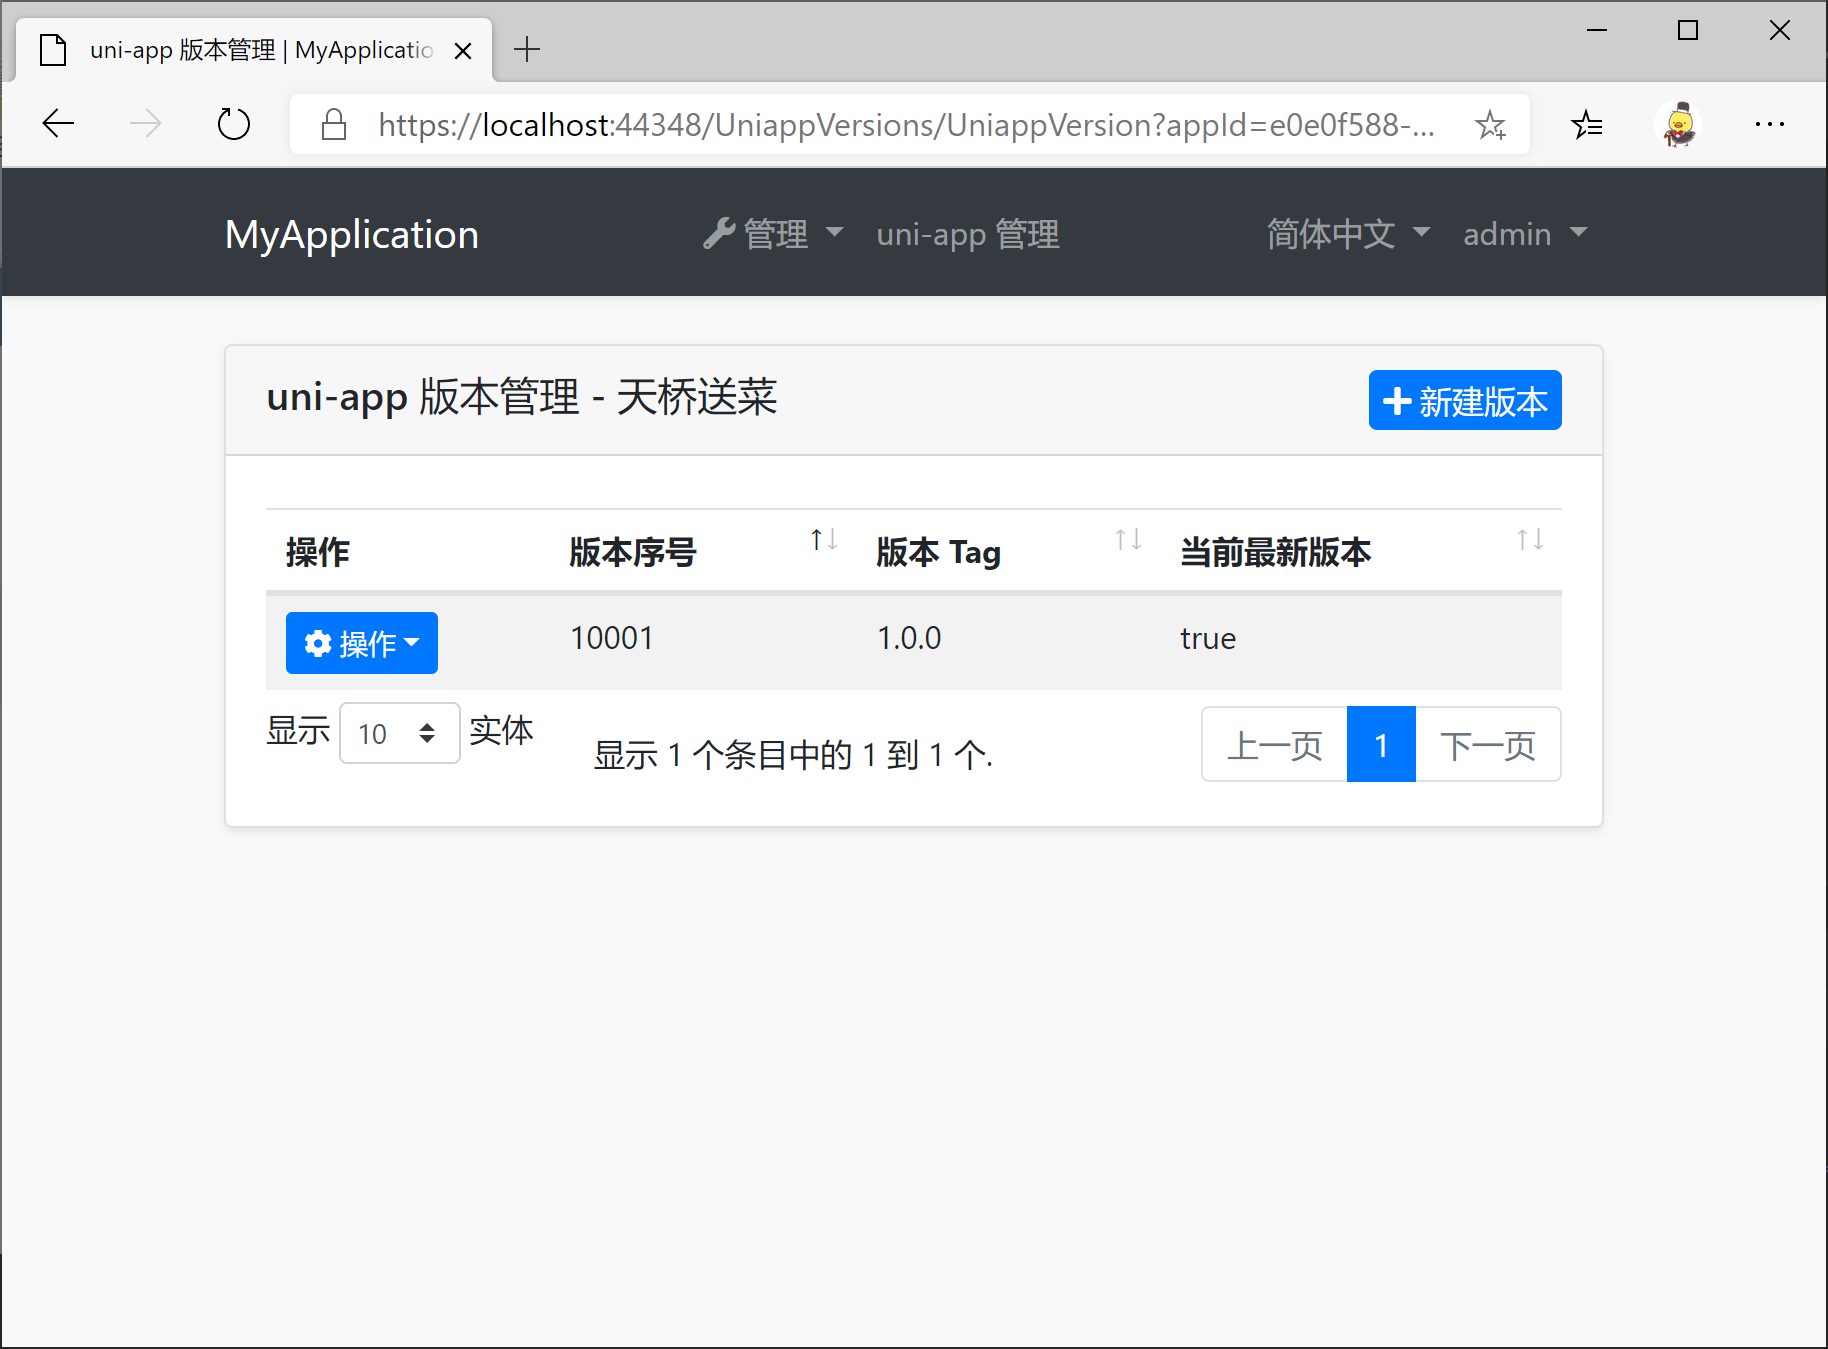 uni-app 版本管理 | MyApplicatio
https://localhost:44348/UniappVersions/UniappVersion?appId=e0e0f588-...
MyApplication 管理 uni-app 管理 简体中文 admin
uni-app 版本管理 - 天桥送菜 新建版本
操作 版本序号 版本 Tag 当前最新版本
操作 10001 1.0.0 true
显示 10 实体 显示 1 个条目中的 1 到 1 个. 上一页 1 下一页